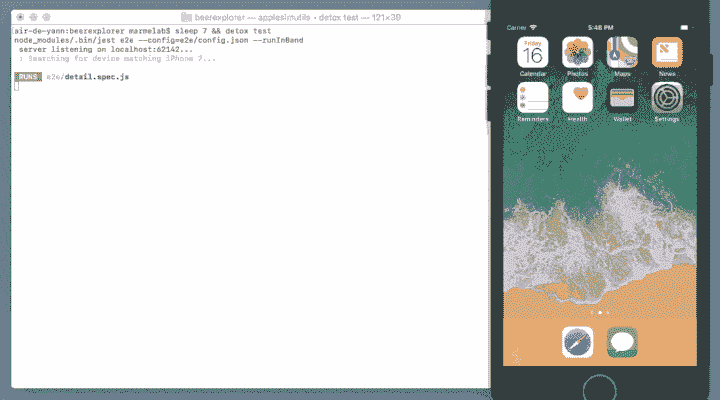 beerexplorer — applesimutils - detox test — 121×39
air-de-yann:beerexplorer marmelab$ sleep 7 && detox test
node_modules/.bin/jest e2e --config=e2e/config.json --runInBand
server listening on localhost:62142...
: Searching for device matching iPhone 7...
RUNS e2e/detail.spec.js
Carrier 5:46 PM
Friday
16
Calendar Photos Maps News
Reminders Health Wallet Settings